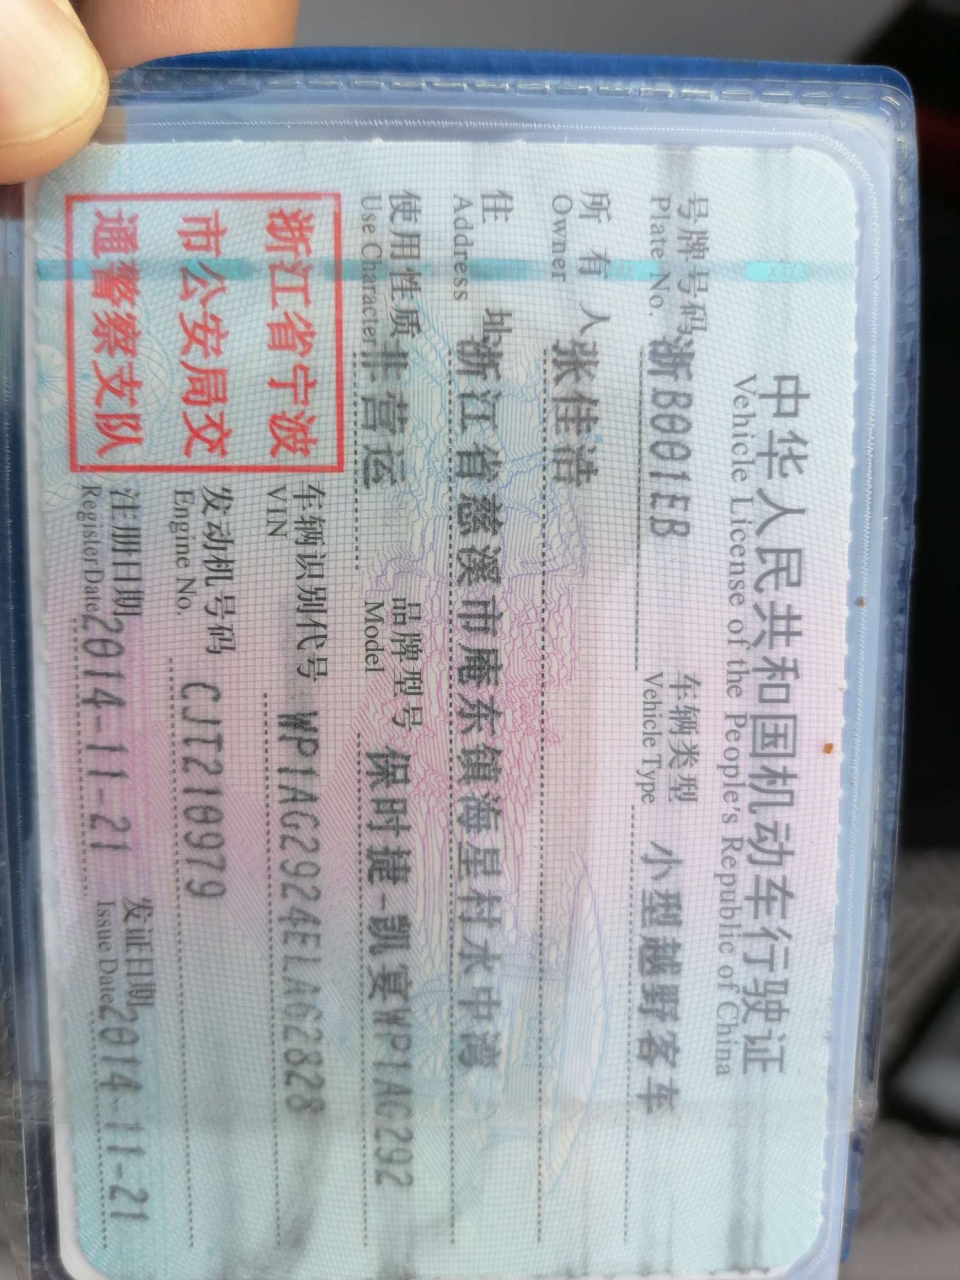 中华人民共和国机动车行驶证
Vehicle License of the People's Republic of China
号牌号码 浙B001EB 车辆类型 小型越野客车
Plate No. Vehicle Type
所有人 张佳浩
Owner
住址 浙江省慈溪市庵东镇海星村水中湾
Address
使用性质 非营运 品牌型号 保时捷-凯宴WP1AG292
Use Character Model
浙江省宁波
市公安局交
通警察支队
车辆识别代号 WP1AG2924ELA62828
VIN
发动机号码 CJT210979
Engine No.
注册日期 2014-11-21 发证日期 2014-11-21
Register Date Issue Date